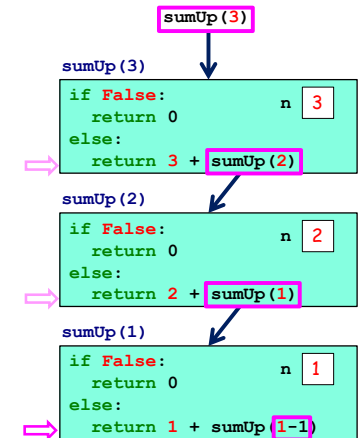 sumUp(3)
sumUp(3)
if False:
n 3
return 0
else:
return 3 + sumUp(2)
sumUp(2)
if False:
n 2
return 0
else:
return 2 + sumUp(1)
sumUp(1)
if False:
n 1
return 0
else:
return 1 + sumUp(1-1)